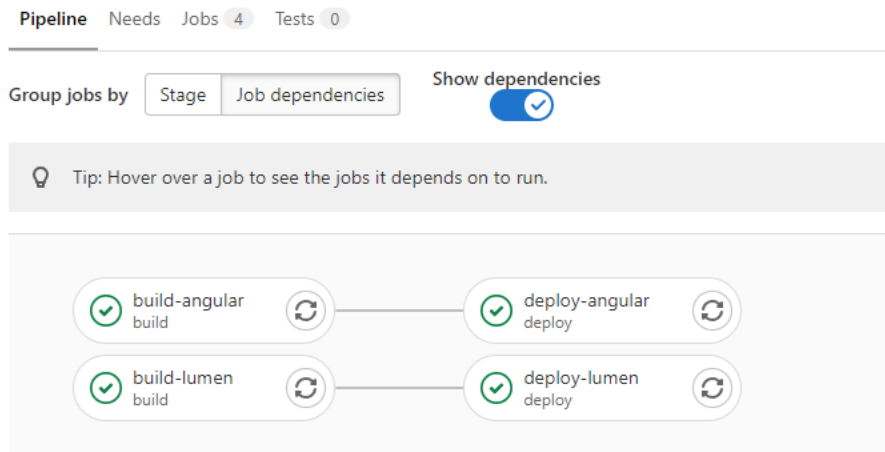 Pipeline Needs Jobs 4 Tests 0
Group jobs by Stage Job dependencies Show dependencies
Tip: Hover over a job to see the jobs it depends on to run.
build-angular deploy-angular
build deploy
build-lumen deploy-lumen
build deploy